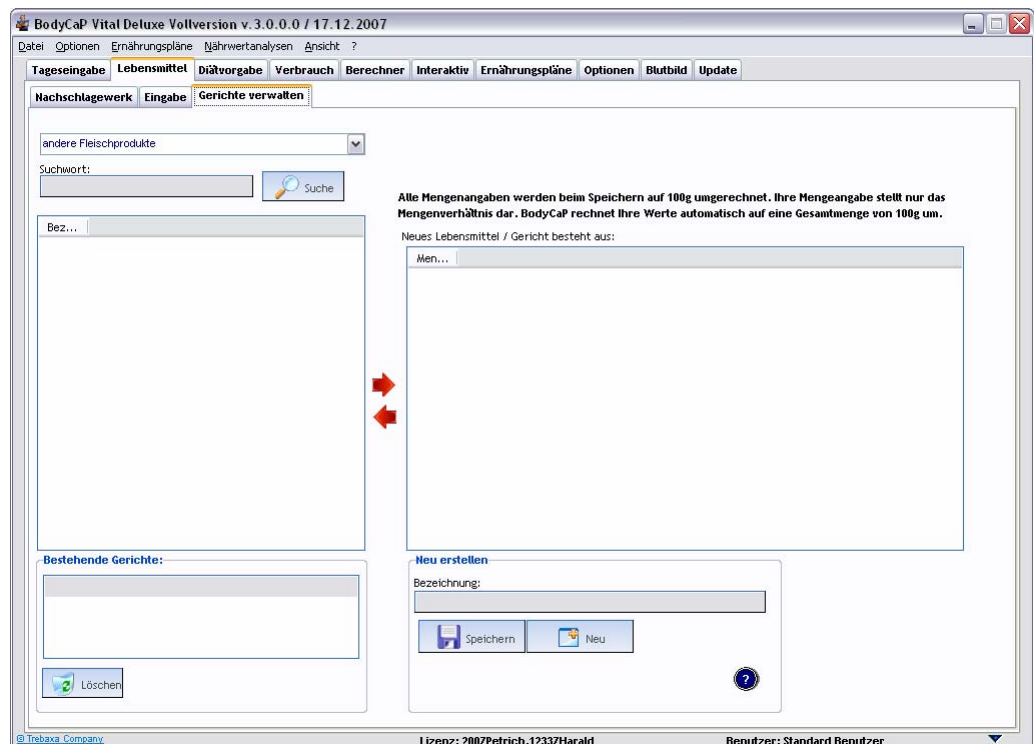 BodyCaP Vital Deluxe Vollversion v.3.0.0.0 / 17.12.2007
Datei Optionen Ernährungspläne Nährwertanalysen Ansicht ?
Tageseingabe Lebensmittel Diätvorgabe Verbrauch Berechner Interaktiv Ernährungspläne Optionen Blutbild Update
Nachschlagewerk Eingabe Gerichte verwalten
andere Fleischprodukte
Suchwort:
Suche
Alle Mengenangaben werden beim Speichern auf 100g umgerechnet. Ihre Mengeangabe stellt nur das
Mengenverhältnis dar. BodyCaP rechnet Ihre Werte automatisch auf eine Gesamtmenge von 100g um.
Bez...
Neues Lebensmittel / Gericht besteht aus:
Men...
Bestehende Gerichte:
Löschen
Neu erstellen
Bezeichnung:
Speichern Neu
?
© Trebaxa Company Lizenz: 2007Petrich.12337Harald Benutzer: Standard Benutzer